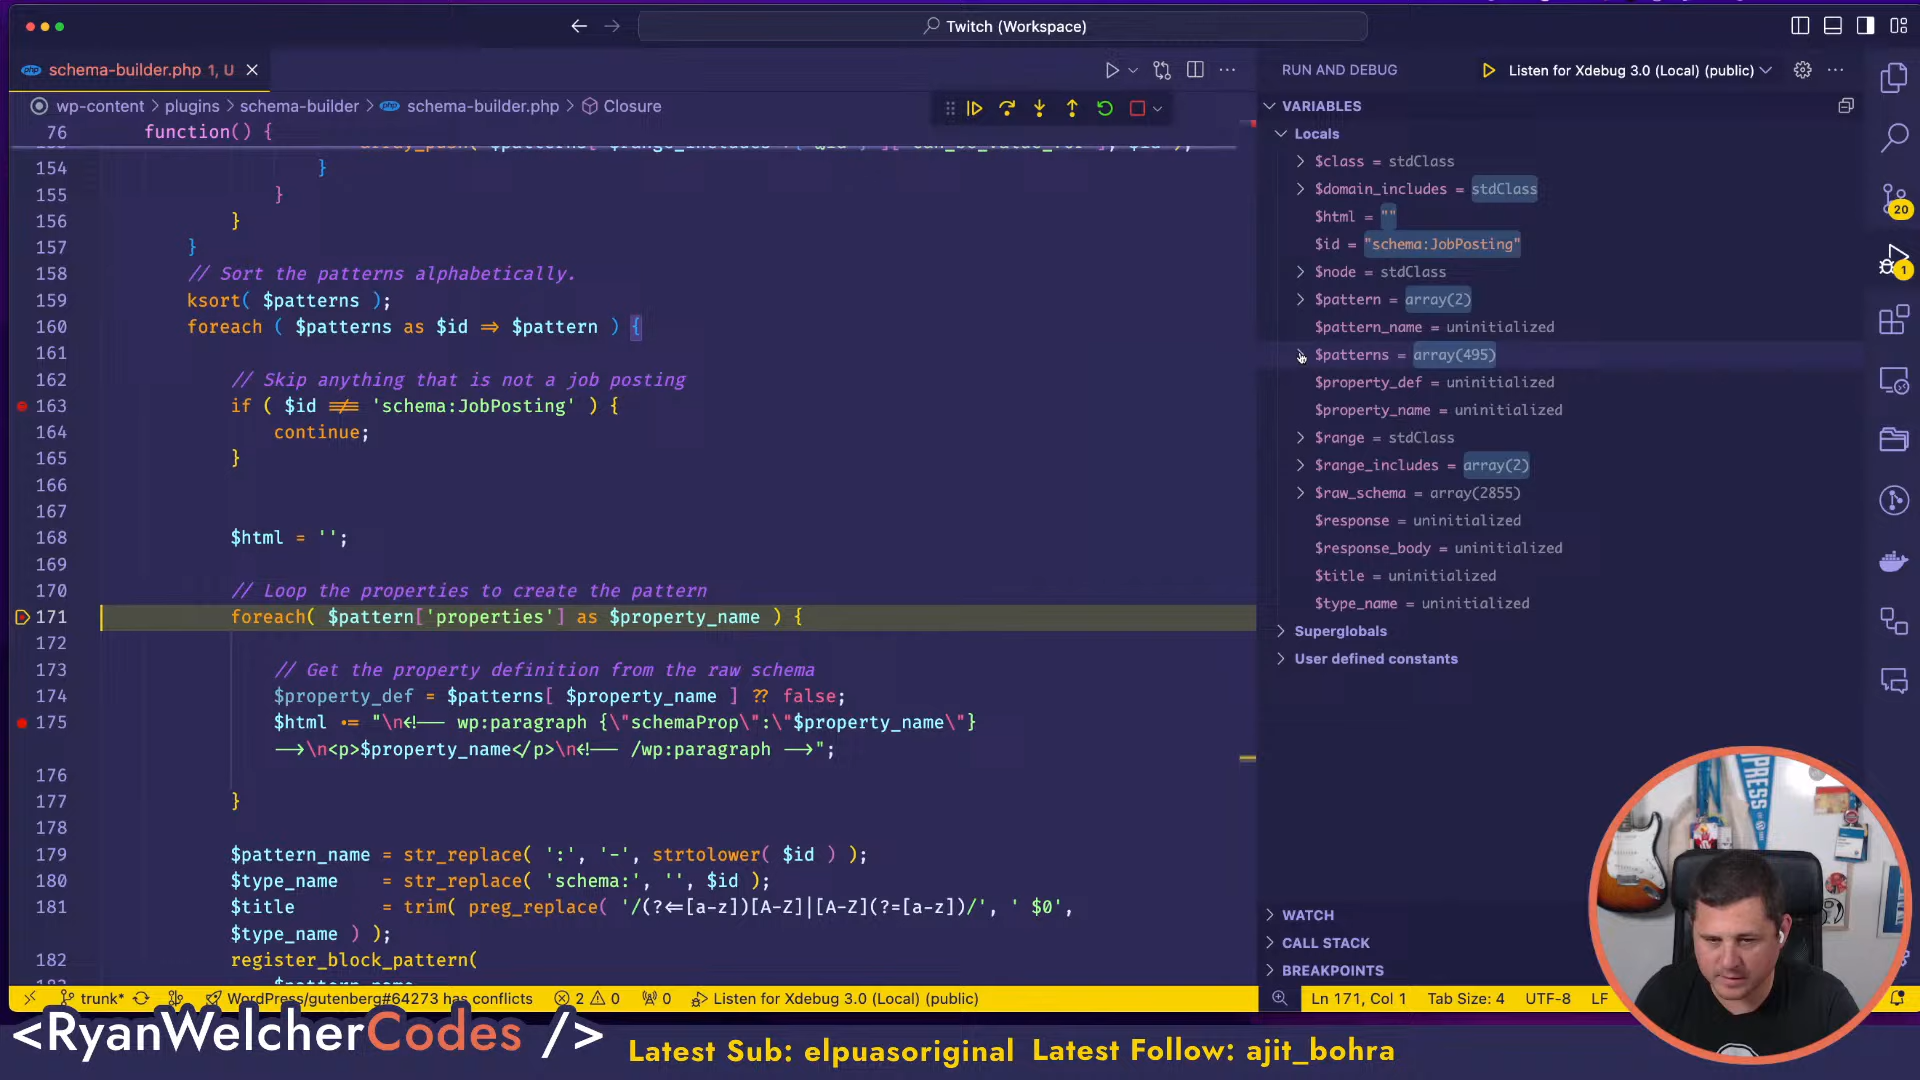 Twitch (Workspace)
schema-builder.php 1, U
RUN AND DEBUG
Listen for Xdebug 3.0 (Local) (public)
wp-content > plugins > schema-builder > schema-builder.php > Closure
76 function() {
154 }
155 }
156 }
157 }
158 // Sort the patterns alphabetically.
159 ksort( $patterns );
160 foreach ( $patterns as $id => $pattern ) {
161
162 // Skip anything that is not a job posting
163 if ( $id !== 'schema:JobPosting' ) {
164 continue;
165 }
166
167
168 $html = '';
169
170 // Loop the properties to create the pattern
171 foreach( $pattern['properties'] as $property_name ) {
172
173 // Get the property definition from the raw schema
174 $property_def = $patterns[ $property_name ] ?? false;
175 $html .= "\n<!-- wp:paragraph {\"schemaProp\":\"$property_name\"}
-->\n<p>$property_name</p>\n<!-- /wp:paragraph -->";
176
177 }
178
179 $pattern_name = str_replace( ':', '-', strtolower( $id ) );
180 $type_name = str_replace( 'schema:', '', $id );
181 $title = trim( preg_replace( '/(?<=[a-z])[A-Z]|[A-Z](?=[a-z])/', ' $0',
$type_name ) );
182 register_block_pattern(
VARIABLES
Locals
$class = stdClass
$domain_includes = stdClass
$html = ""
$id = "schema:JobPosting"
$node = stdClass
$pattern = array(2)
$pattern_name = uninitialized
$patterns = array(495)
$property_def = uninitialized
$property_name = uninitialized
$range = stdClass
$range_includes = array(2)
$raw_schema = array(2855)
$response = uninitialized
$response_body = uninitialized
$title = uninitialized
$type_name = uninitialized
Superglobals
User defined constants
WATCH
CALL STACK
BREAKPOINTS
20
1
trunk* WordPress/gutenberg#64273 has conflicts 2 0 0 Listen for Xdebug 3.0 (Local) (public)
Ln 171, Col 1 Tab Size: 4 UTF-8 LF
<RyanWelcherCodes />
Latest Sub: elpuasoriginal Latest Follow: ajit_bohra